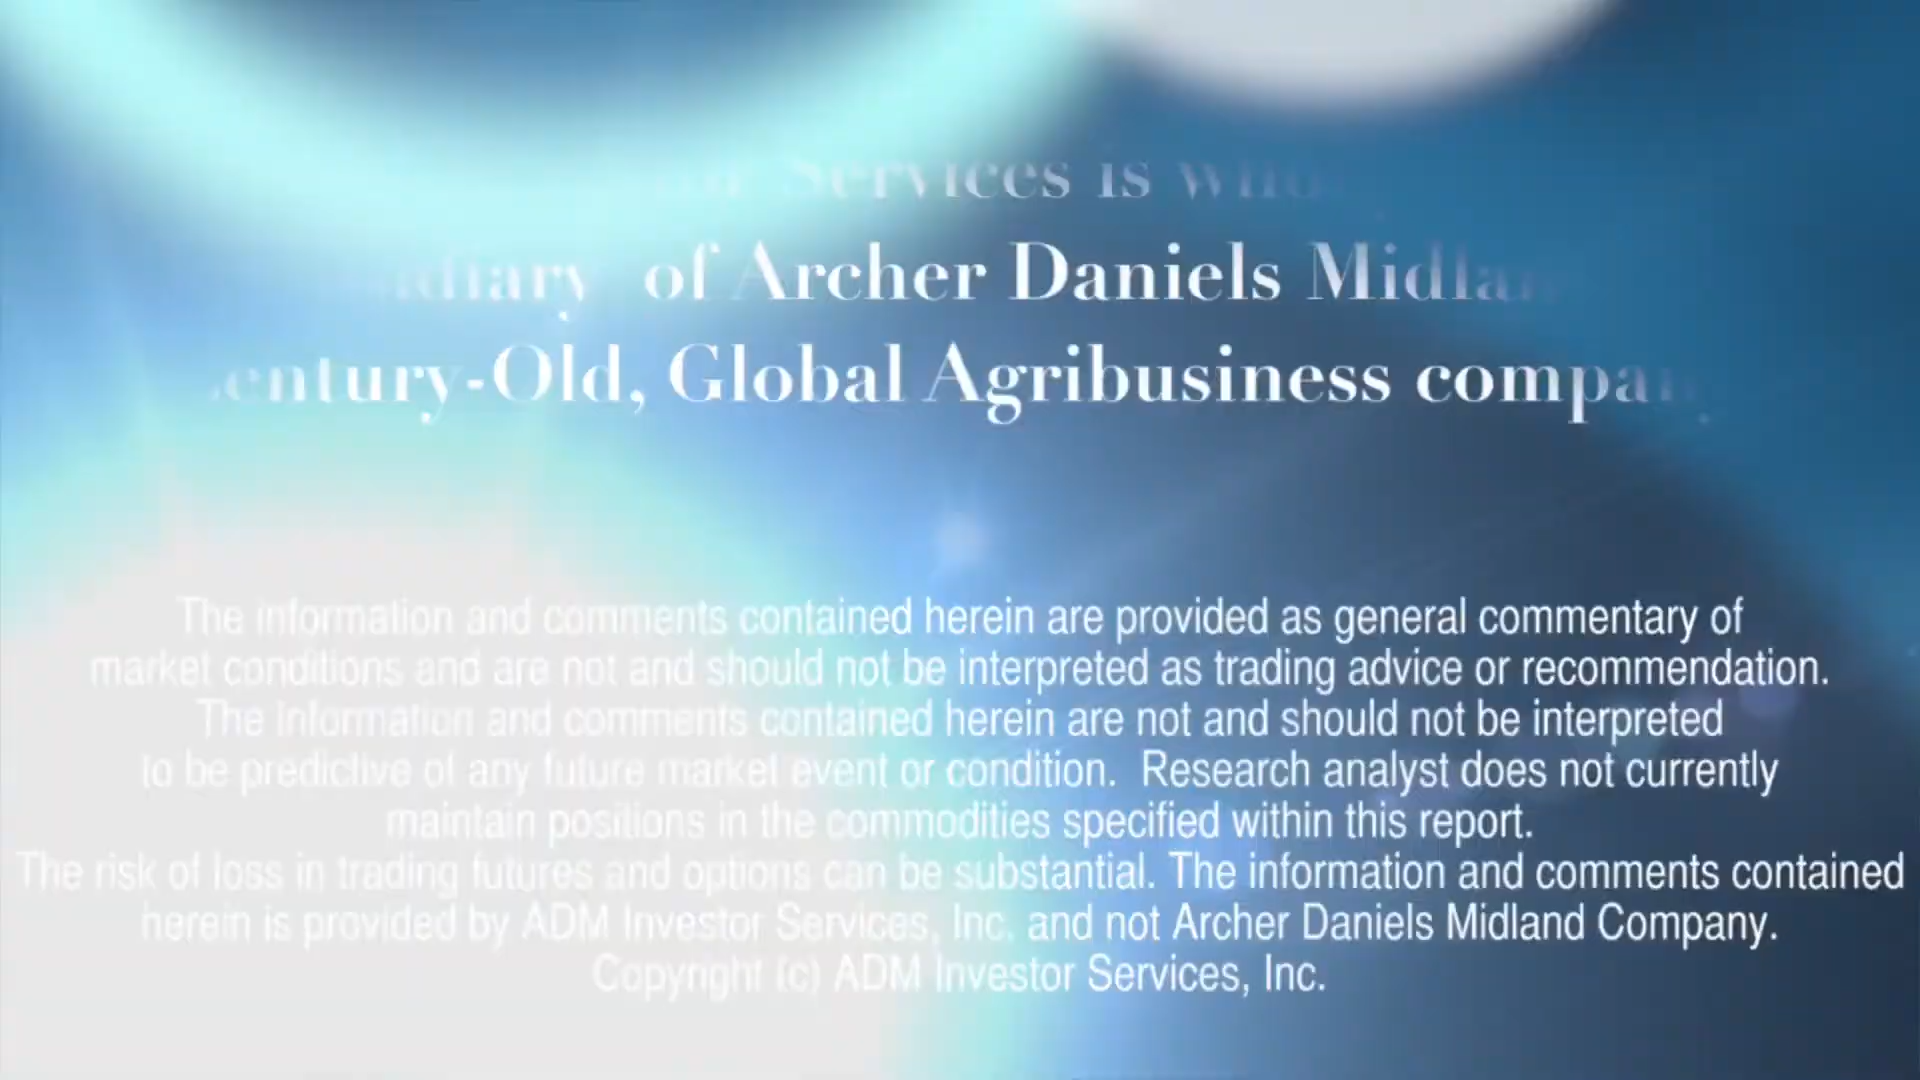 Services is
of Archer Daniels Midland
Century-Old, Global Agribusiness company
The information and comments contained herein are provided as general commentary of
market conditions and are not and should not be interpreted as trading advice or recommendation.
The information and comments contained herein are not and should not be interpreted
to be predictive of any future market event or condition. Research analyst does not currently
maintain positions in the commodities specified within this report.
The risk of loss in trading futures and options can be substantial. The information and comments contained
herein is provided by ADM Investor Services, Inc. and not Archer Daniels Midland Company.
Copyright (c) ADM Investor Services, Inc.